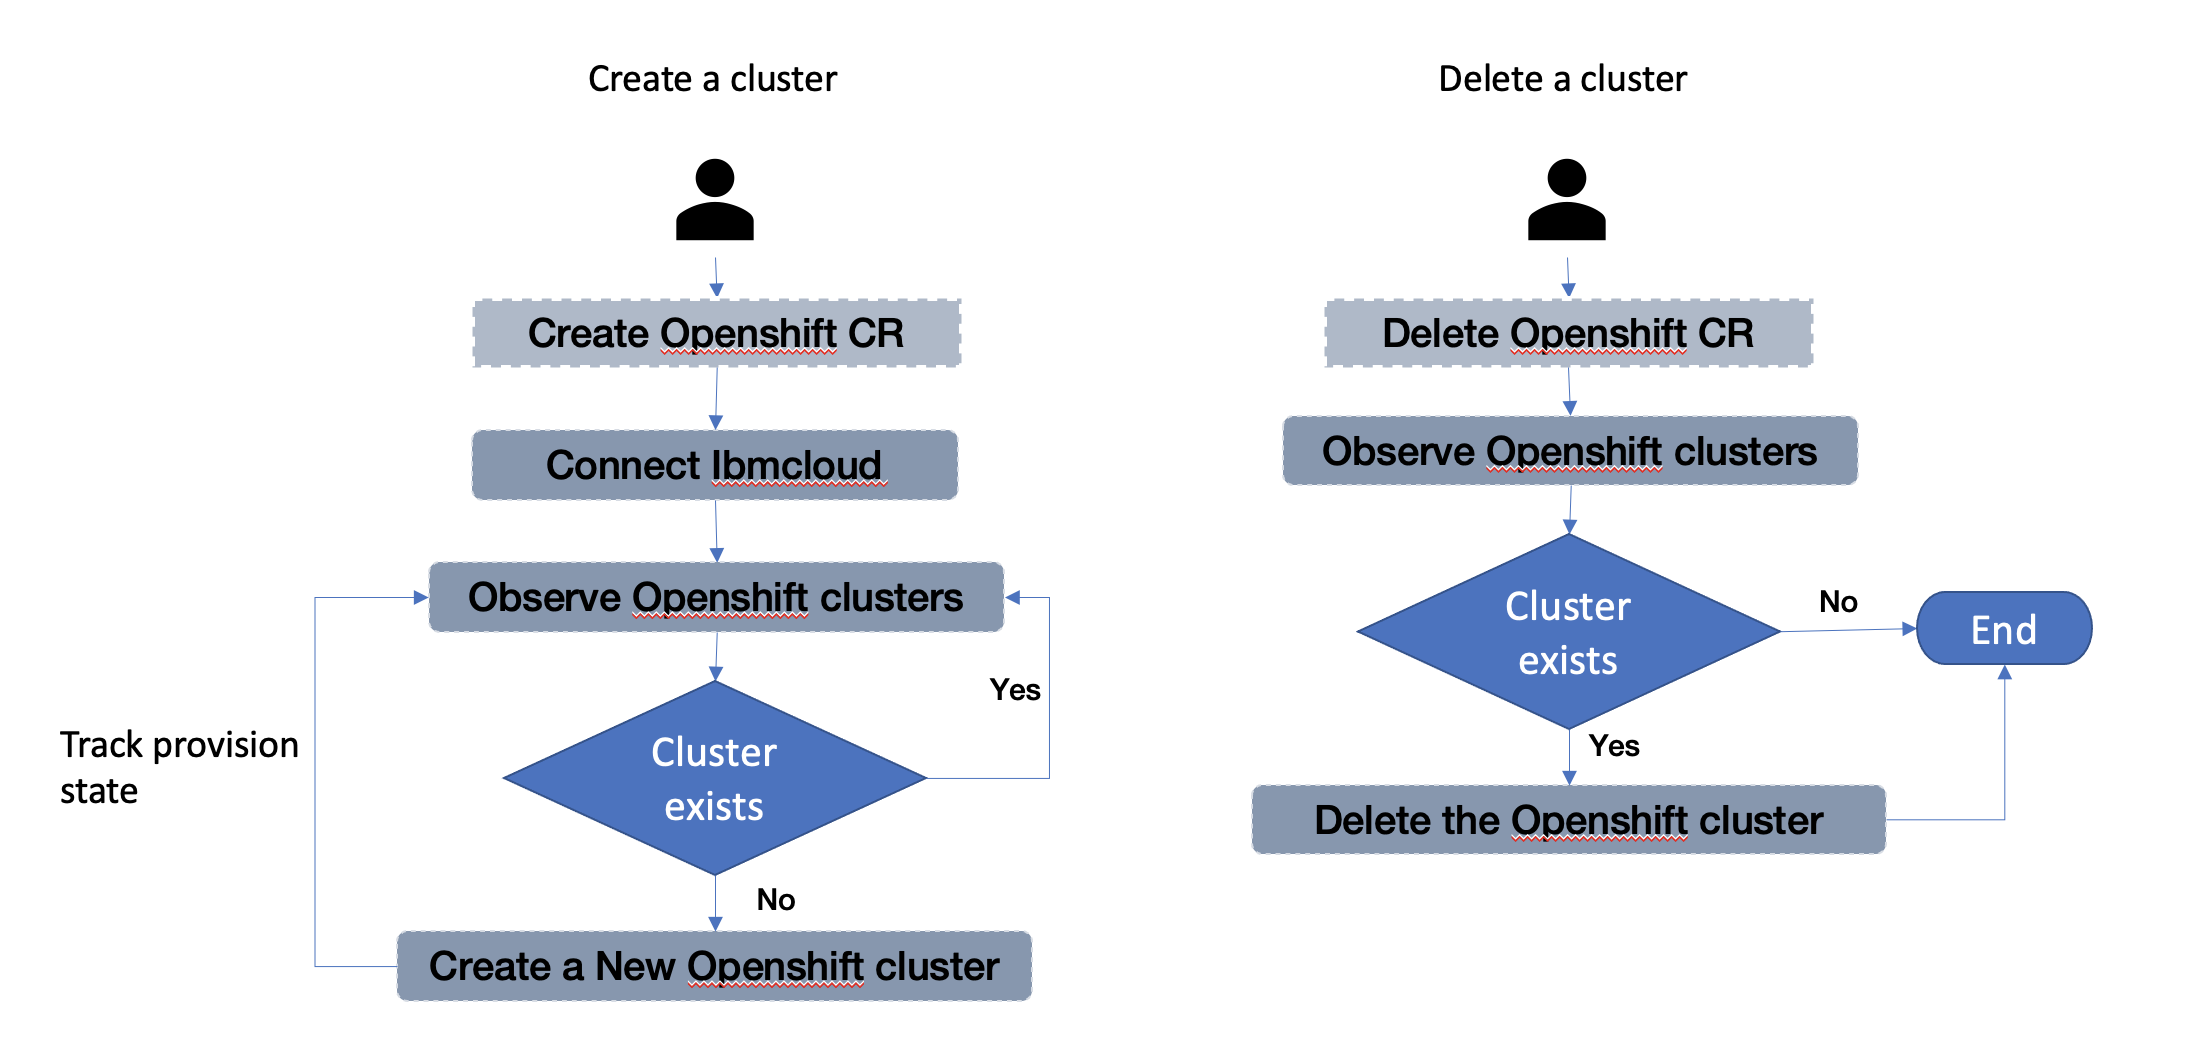 Create a cluster
Create Openshift CR
Connect Ibmcloud
Observe Openshift clusters
Yes
Track provision
state
Cluster
exists
No
Create a New Openshift cluster
Delete a cluster
Delete Openshift CR
Observe Openshift clusters
Cluster
exists
No
End
Yes
Delete the Openshift cluster